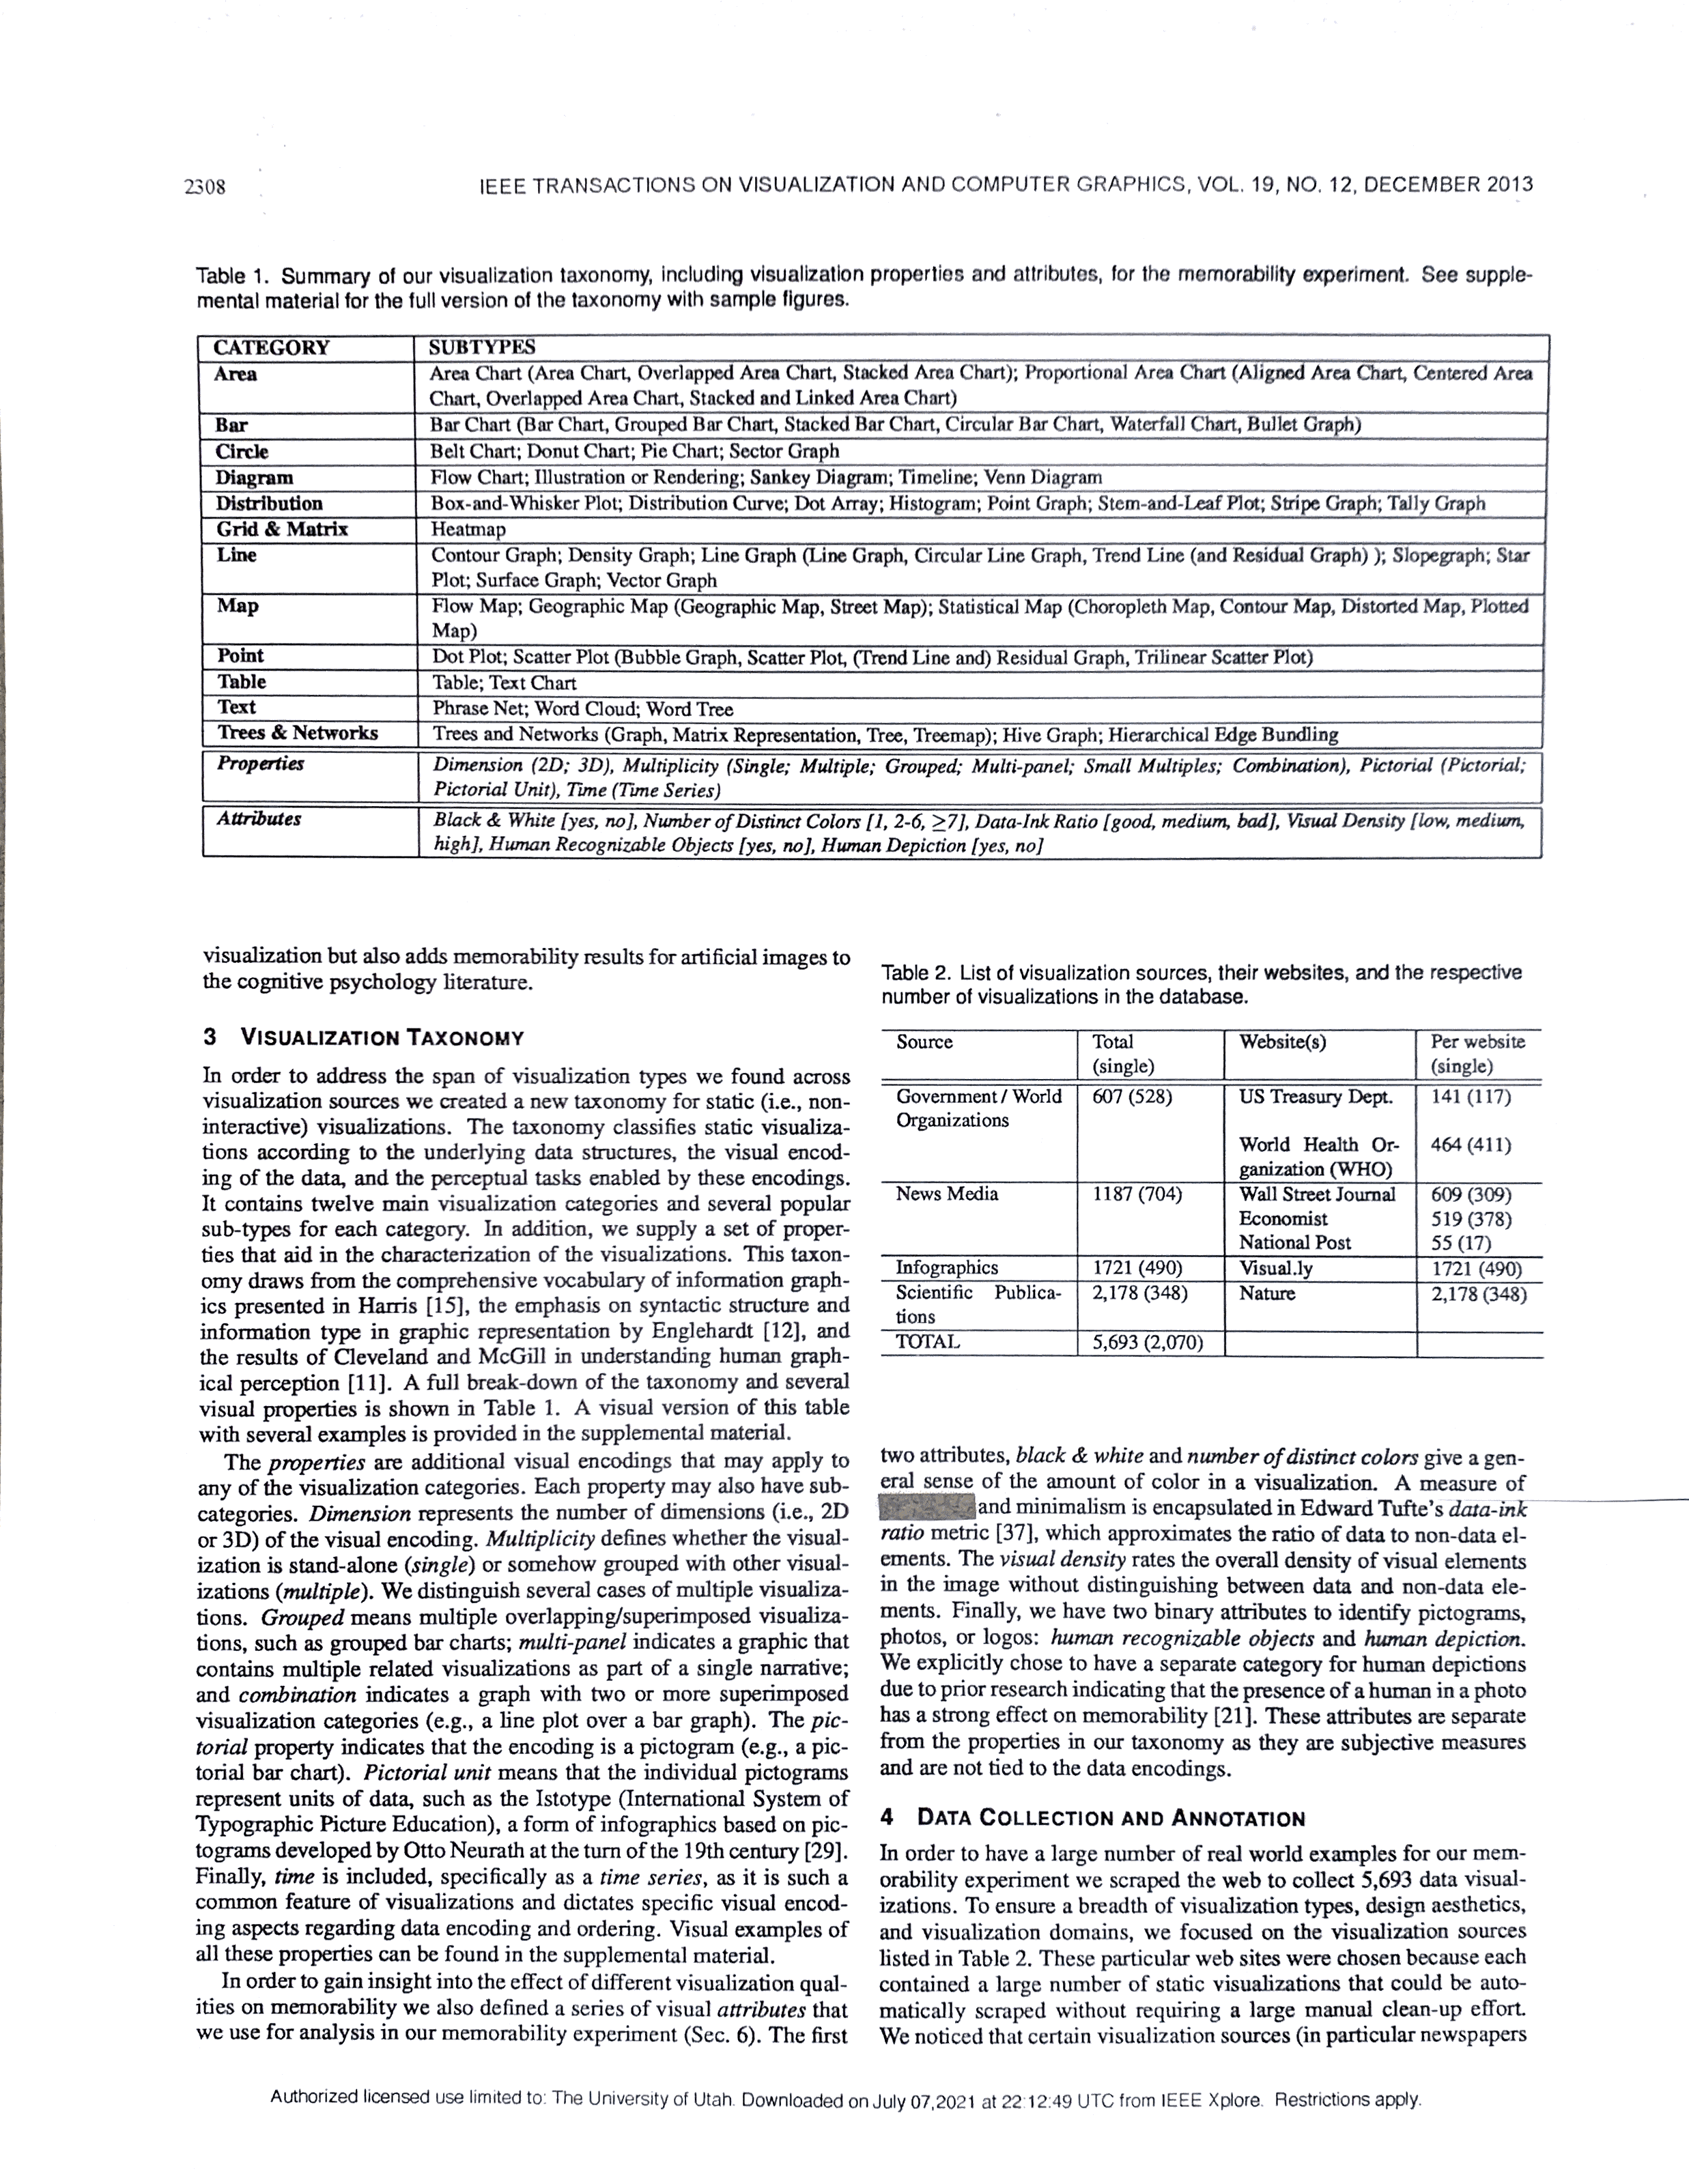 2308
IEEE TRANSACTIONS ON VISUALIZATION AND COMPUTER GRAPHICS, VOL. 19, NO. 12, DECEMBER 2013
Table 1. Summary of our visualization taxonomy, including visualization properties and attributes, for the memorability experiment. See supple-
mental material for the full version of the taxonomy with sample figures.
CATEGORY SUBTYPES
Area Area Chart (Area Chart, Overlapped Area Chart, Stacked Area Chart); Proportional Area Chart (Aligned Area Chart, Centered Area
Chart, Overlapped Area Chart, Stacked and Linked Area Chart)
Bar Bar Chart (Bar Chart, Grouped Bar Chart, Stacked Bar Chart, Circular Bar Chart, Waterfall Chart, Bullet Graph)
Circle Belt Chart; Donut Chart; Pie Chart; Sector Graph
Diagram Flow Chart; Illustration or Rendering; Sankey Diagram; Timeline; Venn Diagram
Distribution Box-and-Whisker Plot; Distribution Curve; Dot Array; Histogram; Point Graph; Stem-and-Leaf Plot; Stripe Graph; Tally Graph
Grid & Matrix Heatmap
Line Contour Graph; Density Graph; Line Graph (Line Graph, Circular Line Graph, Trend Line (and Residual Graph) ); Slopegraph; Star
Plot; Surface Graph; Vector Graph
Map Flow Map; Geographic Map (Geographic Map, Street Map); Statistical Map (Choropleth Map, Contour Map, Distorted Map, Plotted
Map)
Point Dot Plot; Scatter Plot (Bubble Graph, Scatter Plot, (Trend Line and) Residual Graph, Trilinear Scatter Plot)
Table Table; Text Chart
Text Phrase Net; Word Cloud; Word Tree
Trees & Networks Trees and Networks (Graph, Matrix Representation, Tree, Treemap); Hive Graph; Hierarchical Edge Bundling
Properties Dimension (2D; 3D), Multiplicity (Single; Multiple; Grouped; Multi-panel; Small Multiples; Combination), Pictorial (Pictorial;
Pictorial Unit), Time (Time Series)
Attributes Black & White [yes, no], Number of Distinct Colors [1, 2-6, ≥7], Data-Ink Ratio [good, medium, bad], Visual Density [low, medium,
high], Human Recognizable Objects [yes, no], Human Depiction [yes, no]
visualization but also adds memorability results for artificial images to
the cognitive psychology literature.
3 VISUALIZATION TAXONOMY
In order to address the span of visualization types we found across
visualization sources we created a new taxonomy for static (i.e., non-
interactive) visualizations. The taxonomy classifies static visualiza-
tions according to the underlying data structures, the visual encod-
ing of the data, and the perceptual tasks enabled by these encodings.
It contains twelve main visualization categories and several popular
sub-types for each category. In addition, we supply a set of proper-
ties that aid in the characterization of the visualizations. This taxon-
omy draws from the comprehensive vocabulary of information graph-
ics presented in Harris [15], the emphasis on syntactic structure and
information type in graphic representation by Englehardt [12], and
the results of Cleveland and McGill in understanding human graph-
ical perception [11]. A full break-down of the taxonomy and several
visual properties is shown in Table 1. A visual version of this table
with several examples is provided in the supplemental material.
The properties are additional visual encodings that may apply to
any of the visualization categories. Each property may also have sub-
categories. Dimension represents the number of dimensions (i.e., 2D
or 3D) of the visual encoding. Multiplicity defines whether the visual-
ization is stand-alone (single) or somehow grouped with other visual-
izations (multiple). We distinguish several cases of multiple visualiza-
tions. Grouped means multiple overlapping/superimposed visualiza-
tions, such as grouped bar charts; multi-panel indicates a graphic that
contains multiple related visualizations as part of a single narrative;
and combination indicates a graph with two or more superimposed
visualization categories (e.g., a line plot over a bar graph). The pic-
torial property indicates that the encoding is a pictogram (e.g., a pic-
torial bar chart). Pictorial unit means that the individual pictograms
represent units of data, such as the Istotype (International System of
Typographic Picture Education), a form of infographics based on pic-
tograms developed by Otto Neurath at the turn of the 19th century [29].
Finally, time is included, specifically as a time series, as it is such a
common feature of visualizations and dictates specific visual encod-
ing aspects regarding data encoding and ordering. Visual examples of
all these properties can be found in the supplemental material.
In order to gain insight into the effect of different visualization qual-
ities on memorability we also defined a series of visual attributes that
we use for analysis in our memorability experiment (Sec. 6). The first
Table 2. List of visualization sources, their websites, and the respective
number of visualizations in the database.
Source Total Website(s) Per website
(single) (single)
Government / World 607 (528) US Treasury Dept. 141 (117)
Organizations
World Health Or- 464 (411)
ganization (WHO)
News Media 1187 (704) Wall Street Journal 609 (309)
Economist 519 (378)
National Post 55 (17)
Infographics 1721 (490) Visual.ly 1721 (490)
Scientific Publica- 2,178 (348) Nature 2,178 (348)
tions
TOTAL 5,693 (2,070)
two attributes, black & white and number of distinct colors give a gen-
eral sense of the amount of color in a visualization. A measure of
and minimalism is encapsulated in Edward Tufte's data-ink
ratio metric [37], which approximates the ratio of data to non-data el-
ements. The visual density rates the overall density of visual elements
in the image without distinguishing between data and non-data ele-
ments. Finally, we have two binary attributes to identify pictograms,
photos, or logos: human recognizable objects and human depiction.
We explicitly chose to have a separate category for human depictions
due to prior research indicating that the presence of a human in a photo
has a strong effect on memorability [21]. These attributes are separate
from the properties in our taxonomy as they are subjective measures
and are not tied to the data encodings.
4 DATA COLLECTION AND ANNOTATION
In order to have a large number of real world examples for our mem-
orability experiment we scraped the web to collect 5,693 data visual-
izations. To ensure a breadth of visualization types, design aesthetics,
and visualization domains, we focused on the visualization sources
listed in Table 2. These particular web sites were chosen because each
contained a large number of static visualizations that could be auto-
matically scraped without requiring a large manual clean-up effort.
We noticed that certain visualization sources (in particular newspapers
Authorized licensed use limited to: The University of Utah. Downloaded on July 07,2021 at 22:12:49 UTC from IEEE Xplore. Restrictions apply.